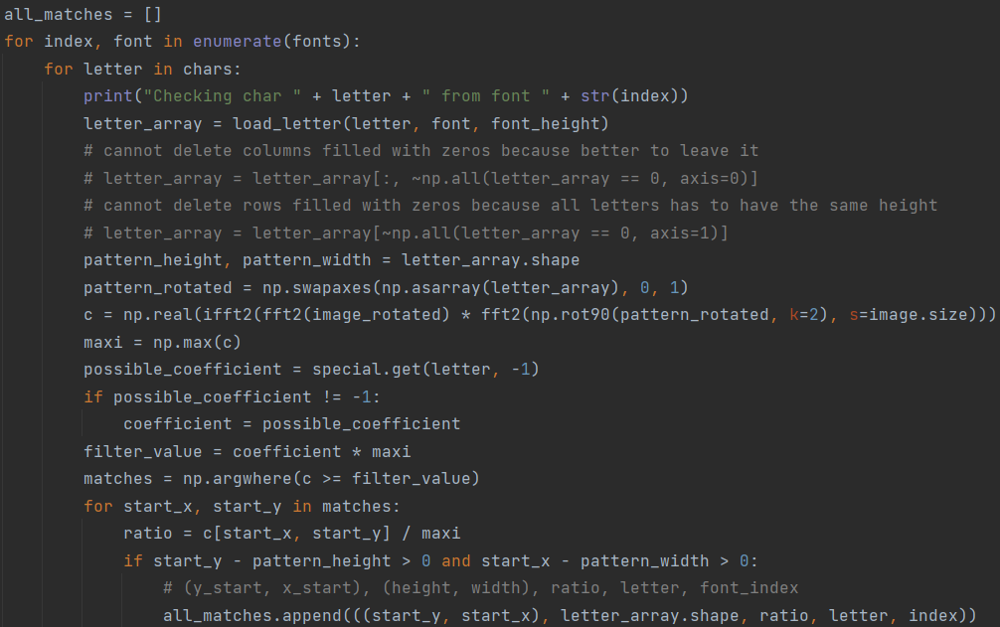 all_matches = []
for index, font in enumerate(fonts):
    for letter in chars:
        print("Checking char " + letter + " from font " + str(index))
        letter_array = load_letter(letter, font, font_height)
        # cannot delete columns filled with zeros because better to leave it
        # letter_array = letter_array[:, ~np.all(letter_array == 0, axis=0)]
        # cannot delete rows filled with zeros because all letters has to have the same height
        # letter_array = letter_array[~np.all(letter_array == 0, axis=1)]
        pattern_height, pattern_width = letter_array.shape
        pattern_rotated = np.swapaxes(np.asarray(letter_array), 0, 1)
        c = np.real(ifft2(fft2(image_rotated) * fft2(np.rot90(pattern_rotated, k=2), s=image.size)))
        maxi = np.max(c)
        possible_coefficient = special.get(letter, -1)
        if possible_coefficient != -1:
            coefficient = possible_coefficient
        filter_value = coefficient * maxi
        matches = np.argwhere(c >= filter_value)
        for start_x, start_y in matches:
            ratio = c[start_x, start_y] / maxi
            if start_y - pattern_height > 0 and start_x - pattern_width > 0:
                # (y_start, x_start), (height, width), ratio, letter, font_index
                all_matches.append(((start_y, start_x), letter_array.shape, ratio, letter, index))